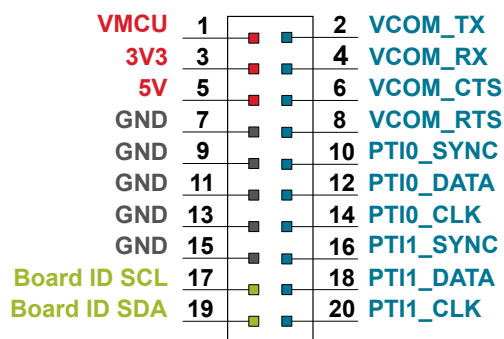 VMCU 1 2 VCOM_TX
3V3 3 4 VCOM_RX
5V 5 6 VCOM_CTS
GND 7 8 VCOM_RTS
GND 9 10 PTI0_SYNC
GND 11 12 PTI0_DATA
GND 13 14 PTI0_CLK
GND 15 16 PTI1_SYNC
Board ID SCL 17 18 PTI1_DATA
Board ID SDA 19 20 PTI1_CLK